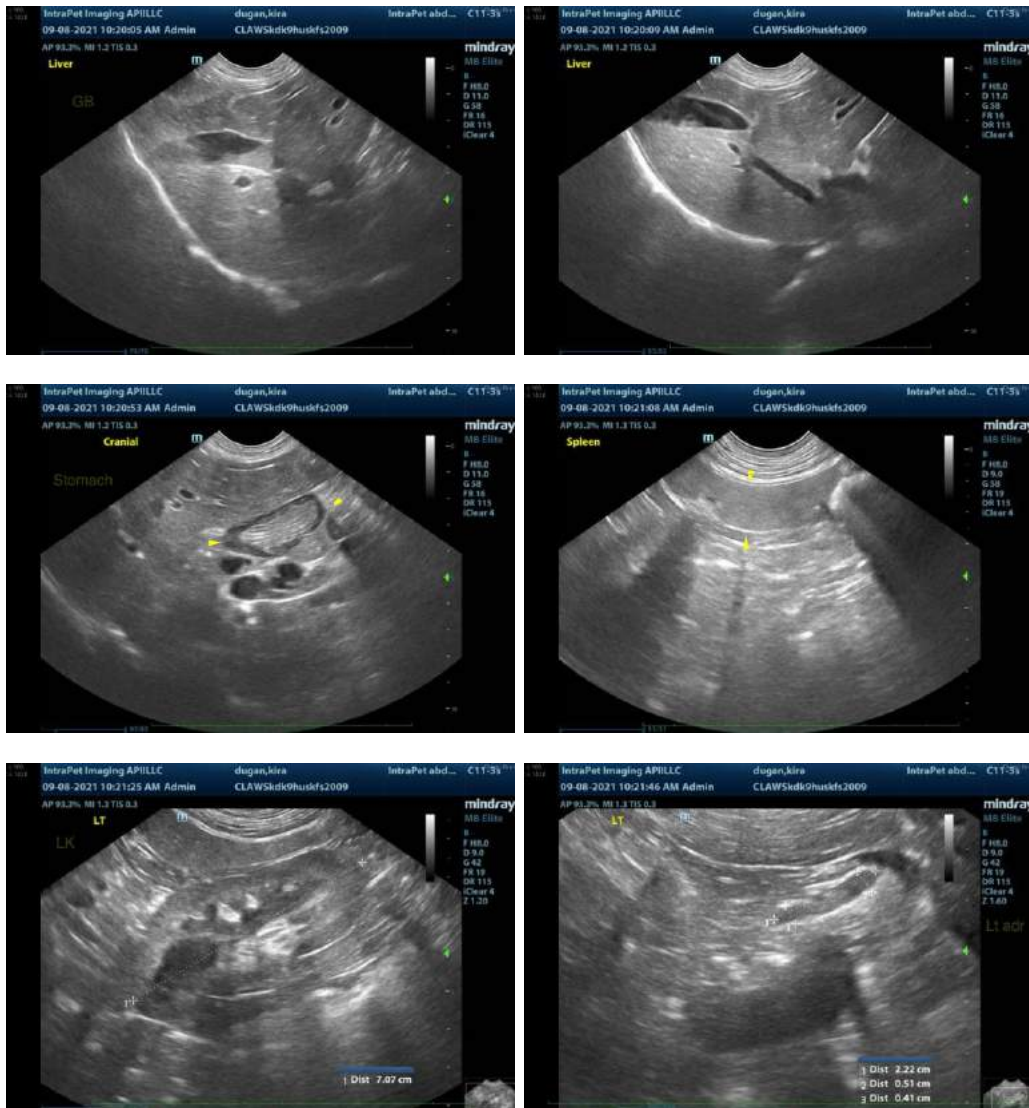 IntraPet Imaging APIILLC dugan,kira IntraPet abd... C11-3s
09-08-2021 10:20:05 AM Admin CLAWSkdk9huskfs2009
AP 93.3% MI 1.2 TIS 0.3
mindray
M8 Elite
Liver
GB
B
F H8.0
D 11.0
G 58
FR 16
DR 115
iClear 4
IntraPet Imaging APIILLC dugan,kira IntraPet abd... C11-3s
09-08-2021 10:20:09 AM Admin CLAWSkdk9huskfs2009
AP 93.3% MI 1.2 TIS 0.3
mindray
M8 Elite
Liver
B
F H8.0
D 11.0
G 58
FR 16
DR 115
iClear 4
IntraPet Imaging APIILLC dugan,kira IntraPet abd... C11-3s
09-08-2021 10:20:53 AM Admin CLAWSkdk9huskfs2009
AP 93.3% MI 1.2 TIS 0.3
mindray
M8 Elite
Cranial
Stomach
B
F H8.0
D 11.0
G 58
FR 16
DR 115
iClear 4
IntraPet Imaging APIILLC dugan,kira IntraPet abd... C11-3s
09-08-2021 10:21:08 AM Admin CLAWSkdk9huskfs2009
AP 93.2% MI 1.3 TIS 0.3
mindray
M8 Elite
Spleen
B
F H8.0
D 9.0
G 58
FR 19
DR 115
iClear 4
IntraPet Imaging APIILLC dugan,kira IntraPet abd... C11-3s
09-08-2021 10:21:25 AM Admin CLAWSkdk9huskfs2009
AP 93.2% MI 1.3 TIS 0.3
mindray
M8 Elite
LT
LK
B
F H8.0
D 9.0
G 42
FR 19
DR 115
iClear 4
Z 1.20
1 Dist 7.07 cm
IntraPet Imaging APIILLC dugan,kira IntraPet abd... C11-3s
09-08-2021 10:21:46 AM Admin CLAWSkdk9huskfs2009
AP 93.2% MI 1.3 TIS 0.3
mindray
M8 Elite
LT
B
F H8.0
D 9.0
G 42
FR 19
DR 115
iClear 4
Z 1.60
Lt adr
1 Dist 2.22 cm
2 Dist 0.51 cm
3 Dist 0.41 cm